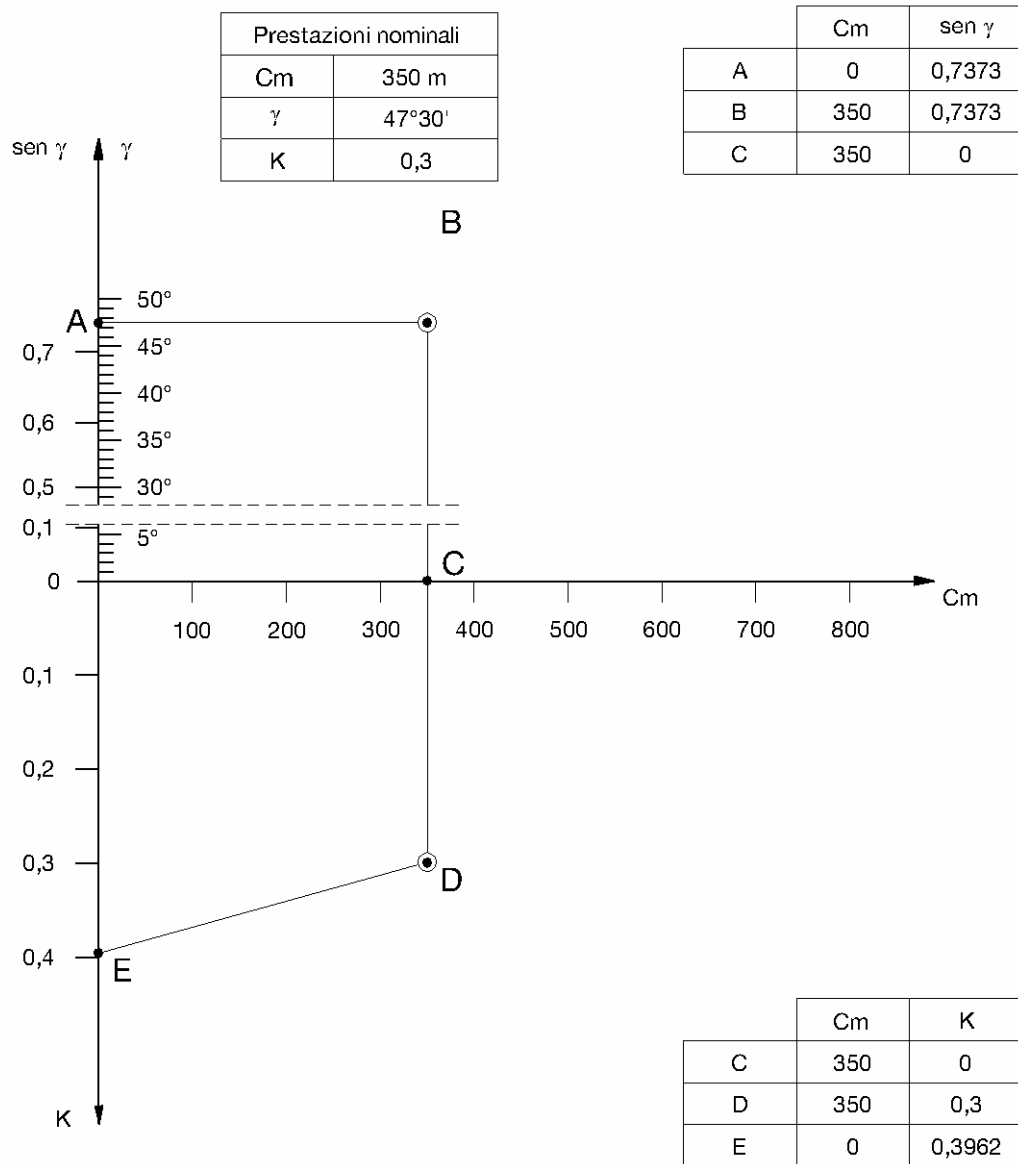 Prestazioni nominali
Cm 350 m
γ 47°30'
K 0,3
Cm sen γ
A 0 0,7373
B 350 0,7373
C 350 0
sen γ γ
B
50°
A
0,7 45°
40°
0,6
35°
0,5 30°
0,1 5°
C
0
Cm
100 200 300 400 500 600 700 800
0,1
0,2
0,3
D
0,4
E
K
Cm K
C 350 0
D 350 0,3
E 0 0,3962